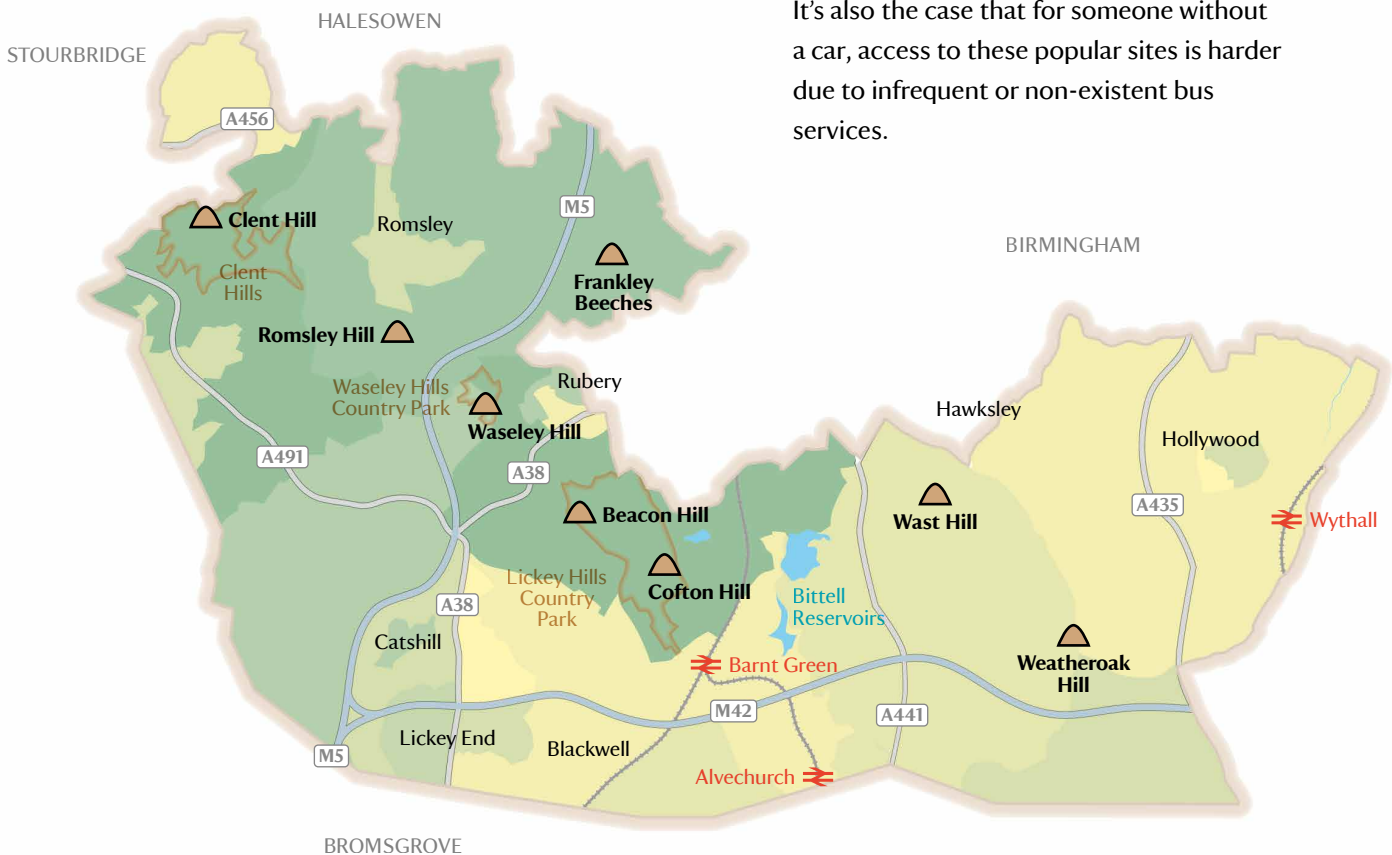 It's also the case that for someone without
a car, access to these popular sites is harder
due to infrequent or non-existent bus
services.
HALESOWEN
STOURBRIDGE
A456
M5
Clent Hill
Romsley
BIRMINGHAM
Clent
Hills
Frankley
Beeches
Romsley Hill
Waseley Hills
Country Park
Rubery
Hawksley
Waseley Hill
Hollywood
A491
A38
A435
Beacon Hill
Wast Hill
Wythall
Lickey Hills
Country
Park
Cofton Hill
Bittell
Reservoirs
A38
Catshill
Weatheroak
Hill
Barnt Green
M42
A441
Lickey End
Blackwell
M5
Alvechurch
BROMSGROVE